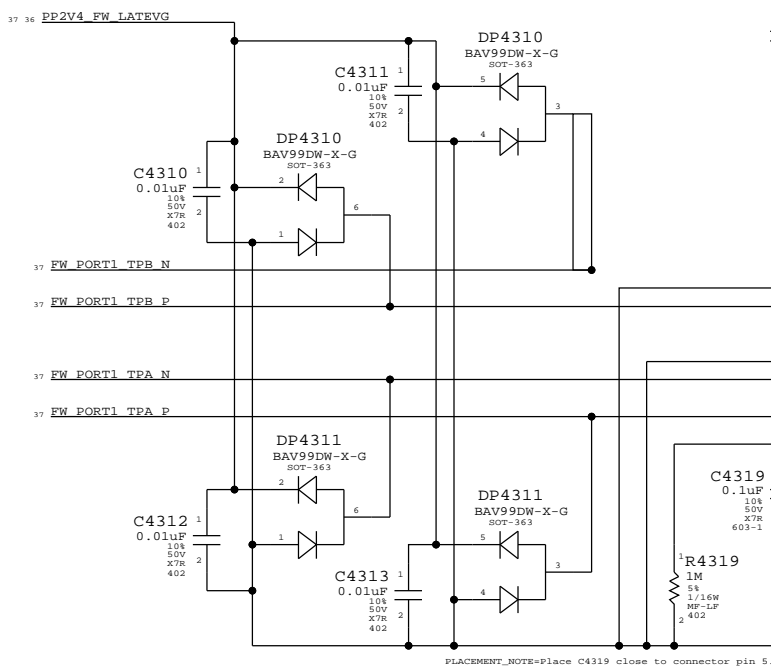 37 36 PP2V4_FW_LATEVG
DP4310
BAV99DW-X-G
SOT-363
5
4
3
C4311
0.01uF
10%
50V
X7R
402
1
2
DP4310
BAV99DW-X-G
SOT-363
2
1
6
C4310
0.01uF
10%
50V
X7R
402
1
2
37 FW_PORT1_TPB_N
37 FW_PORT1_TPB_P
37 FW_PORT1_TPA_N
37 FW_PORT1_TPA_P
DP4311
BAV99DW-X-G
SOT-363
2
1
6
C4312
0.01uF
10%
50V
X7R
402
1
2
DP4311
BAV99DW-X-G
SOT-363
5
4
3
C4313
0.01uF
10%
50V
X7R
402
1
2
C4319
0.1uF
10%
50V
X7R
603-1
1
R4319
1M
5%
1/16W
MF-LF
402
2
PLACEMENT_NOTE=Place C4319 close to connector pin 5.